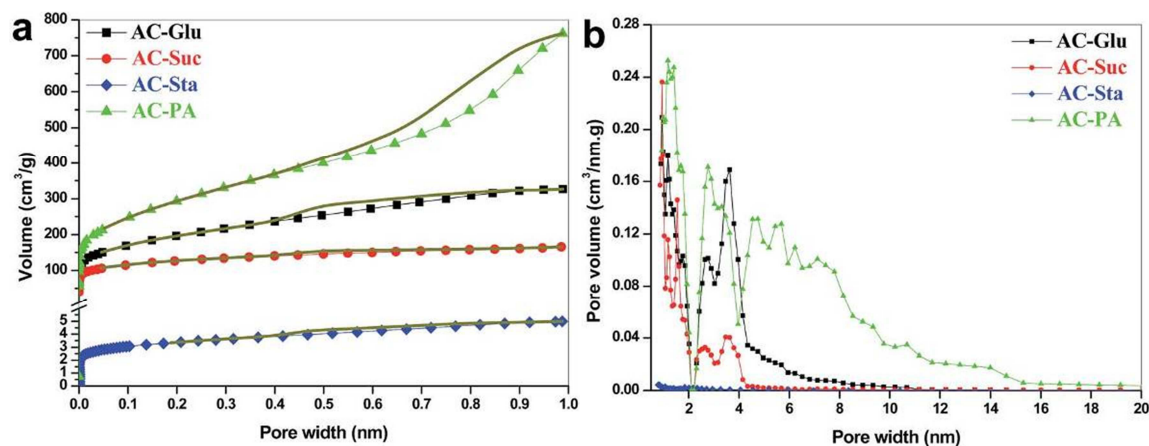 a
AC-Glu
AC-Suc
AC-Sta
AC-PA
Volume (cm³/g)
800
700
600
500
400
300
200
100
5
4
3
2
1
0
0.0 0.1 0.2 0.3 0.4 0.5 0.6 0.7 0.8 0.9 1.0
Pore width (nm)
b
AC-Glu
AC-Suc
AC-Sta
AC-PA
Pore volume (cm³/nm.g)
0.28
0.24
0.20
0.16
0.12
0.08
0.04
0.00
2 4 6 8 10 12 14 16 18 20
Pore width (nm)